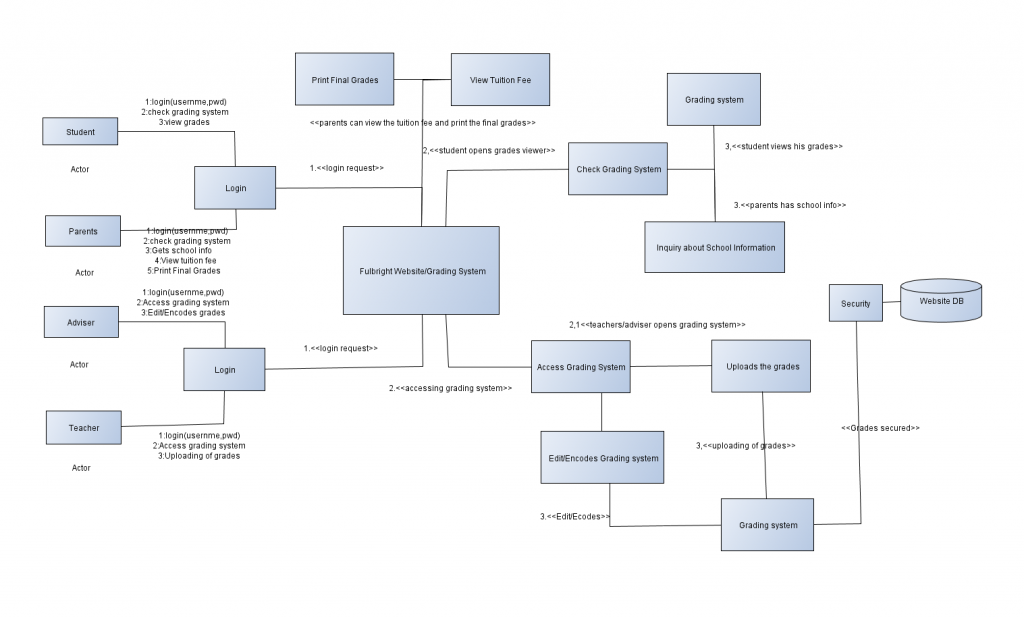 Print Final Grades
View Tuition Fee
Grading system
1:login(usernme,pwd)
2:check grading system
3:view grades
Student
Actor
<<parents can view the tuition fee and print the final grades>>
2,<<student opens grades viewer>>
3,<<student views his grades>>
1.<<login request>>
Check Grading System
Login
3.<<parents has school info>>
Parents
Actor
1:login(usernme,pwd)
2:check grading system
3:Gets school info
4:View tuition fee
5:Print Final Grades
Inquiry about School Information
Fulbright Website/Grading System
1:login(usernme,pwd)
2:Access grading system
3:Edit/Encodes grades
Adviser
Actor
Security
Website DB
2,1<<teachers/adviser opens grading system>>
1.<<login request>>
Login
Access Grading System
Uploads the grades
2.<<accessing grading system>>
Teacher
Actor
1:login(usernme,pwd)
2:Access grading system
3:Uploading of grades
<<Grades secured>>
3,<<uploading of grades>>
Edit/Encodes Grading system
3.<<Edit/Ecodes>>
Grading system